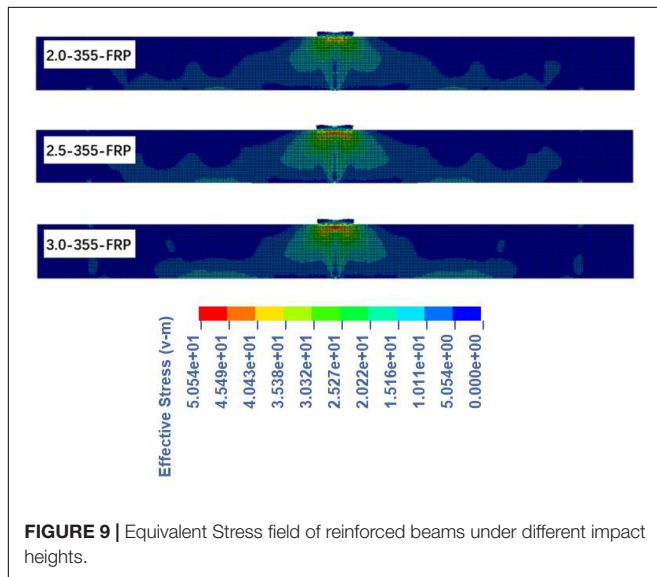 2.0-355-FRP
2.5-355-FRP
3.0-355-FRP
Effective Stress (v-m)
5.054e+01
4.549e+01
4.043e+01
3.538e+01
3.032e+01
2.527e+01
2.022e+01
1.516e+01
1.011e+01
5.054e+00
0.000e+00
FIGURE 9 | Equivalent Stress field of reinforced beams under different impact
heights.